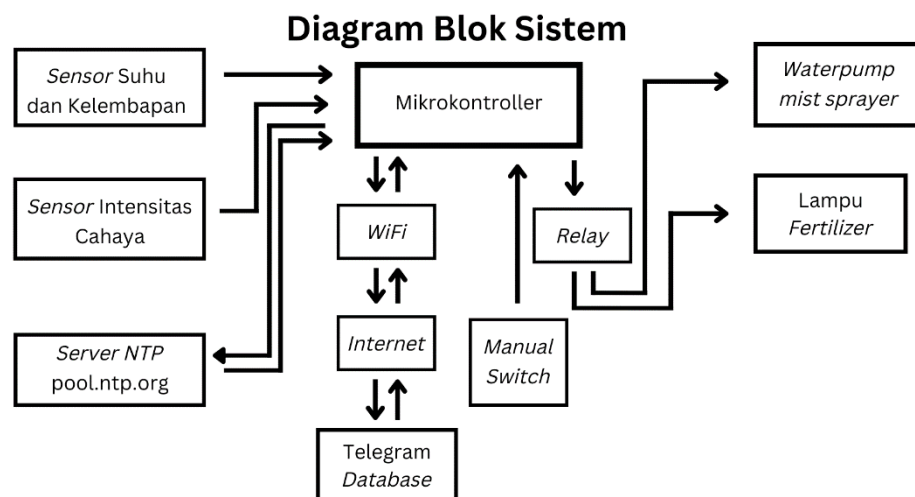 Diagram Blok Sistem
Sensor Suhu
dan Kelembapan
Mikrokontroller
Waterpump
mist sprayer
Sensor Intensitas
Cahaya
WiFi
Relay
Lampu
Fertilizer
Server NTP
pool.ntp.org
Internet
Manual
Switch
Telegram
Database